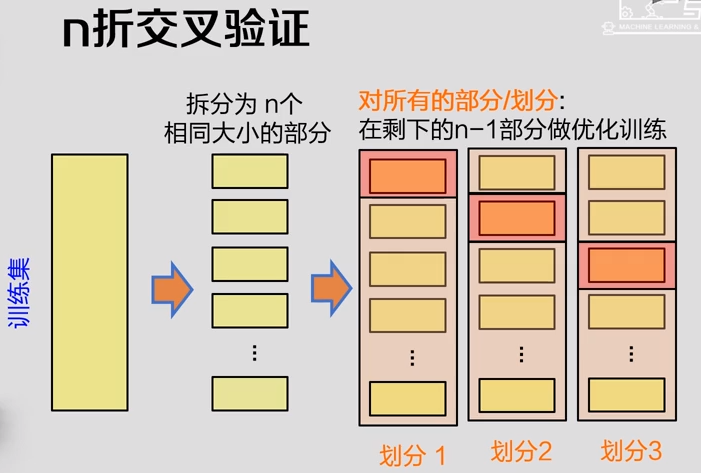 n折交叉验证
MACHINE LEARNING &
拆分为 n个
相同大小的部分
对所有的部分/划分:
在剩下的n-1部分做优化训练
训练集
...
...
...
...
划分 1
划分2
划分3